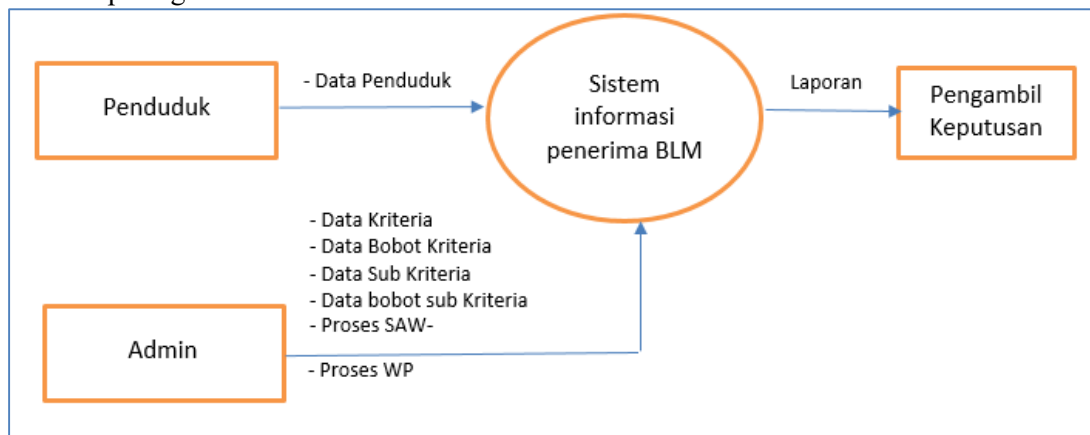 Penduduk
- Data Penduduk
Sistem
informasi
penerima BLM
Laporan
Pengambil
Keputusan
- Data Kriteria
- Data Bobot Kriteria
- Data Sub Kriteria
- Data bobot sub Kriteria
- Proses SAW-
- Proses WP
Admin